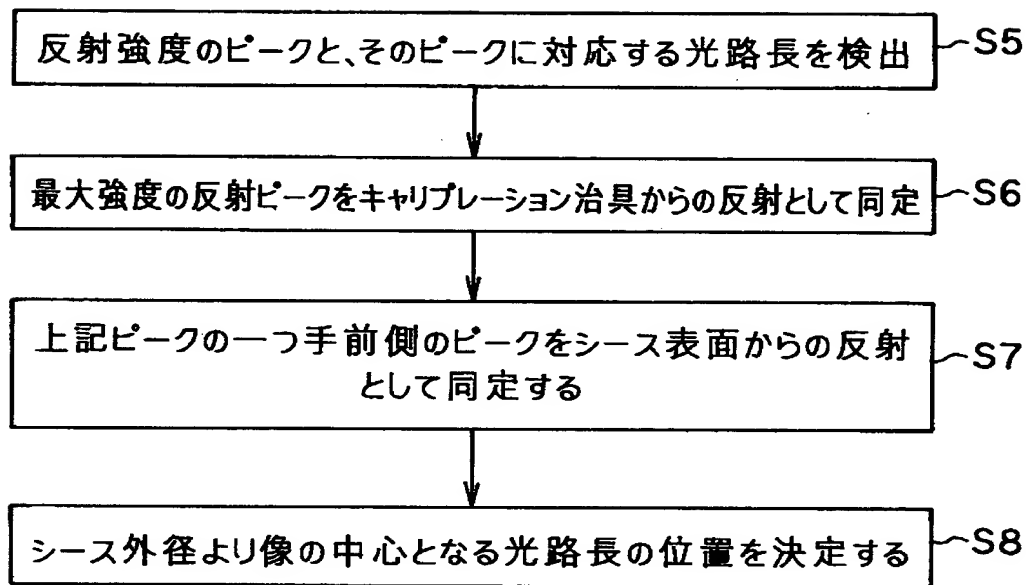 反射強度のピークと、そのピークに対応する光路長を検出
S5
最大強度の反射ピークをキャリブレーション治具からの反射として同定
S6
上記ピークの一つ手前側のピークをシース表面からの反射
として同定する
S7
シース外径より像の中心となる光路長の位置を決定する
S8